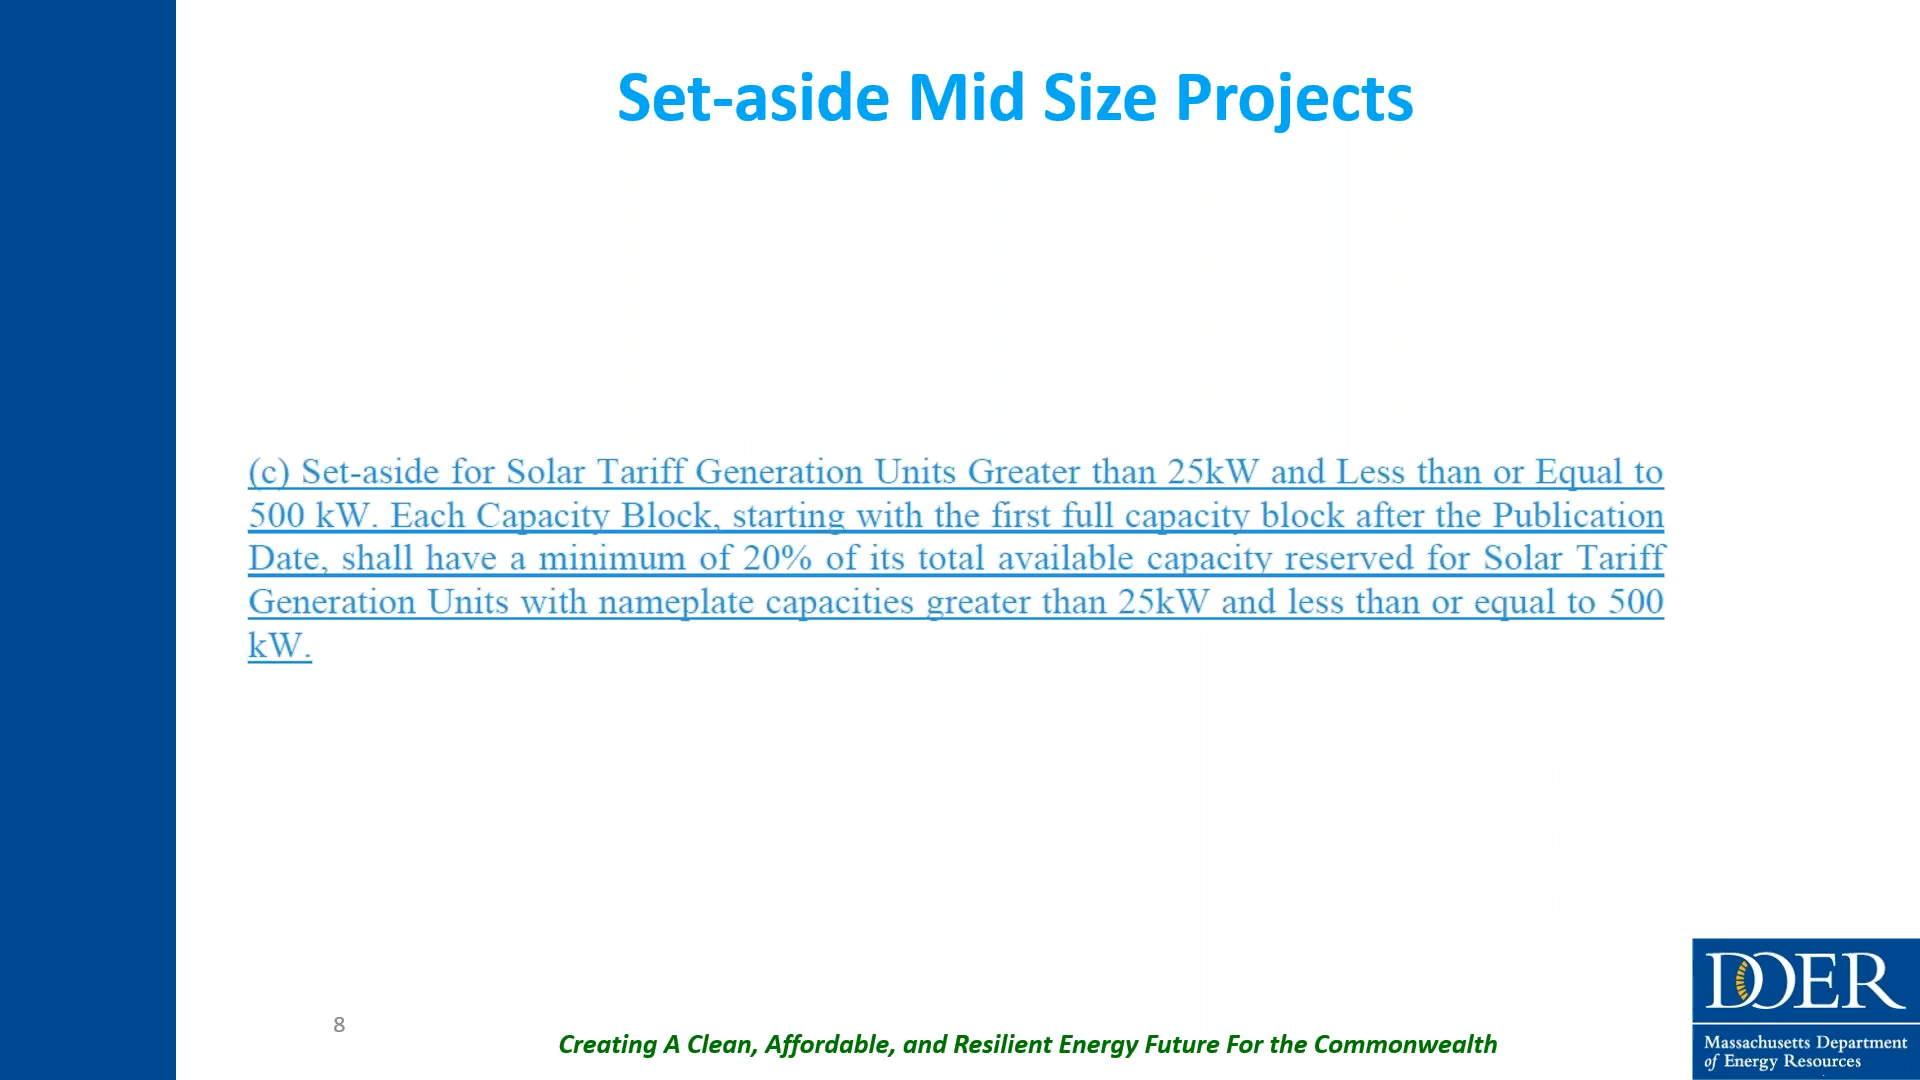 Set-aside Mid Size Projects
(c) Set-aside for Solar Tariff Generation Units Greater than 25kW and Less than or Equal to
500 kW. Each Capacity Block, starting with the first full capacity block after the Publication
Date, shall have a minimum of 20% of its total available capacity reserved for Solar Tariff
Generation Units with nameplate capacities greater than 25kW and less than or equal to 500
kW.
8
Creating A Clean, Affordable, and Resilient Energy Future For the Commonwealth
DOER
Massachusetts Department
of Energy Resources